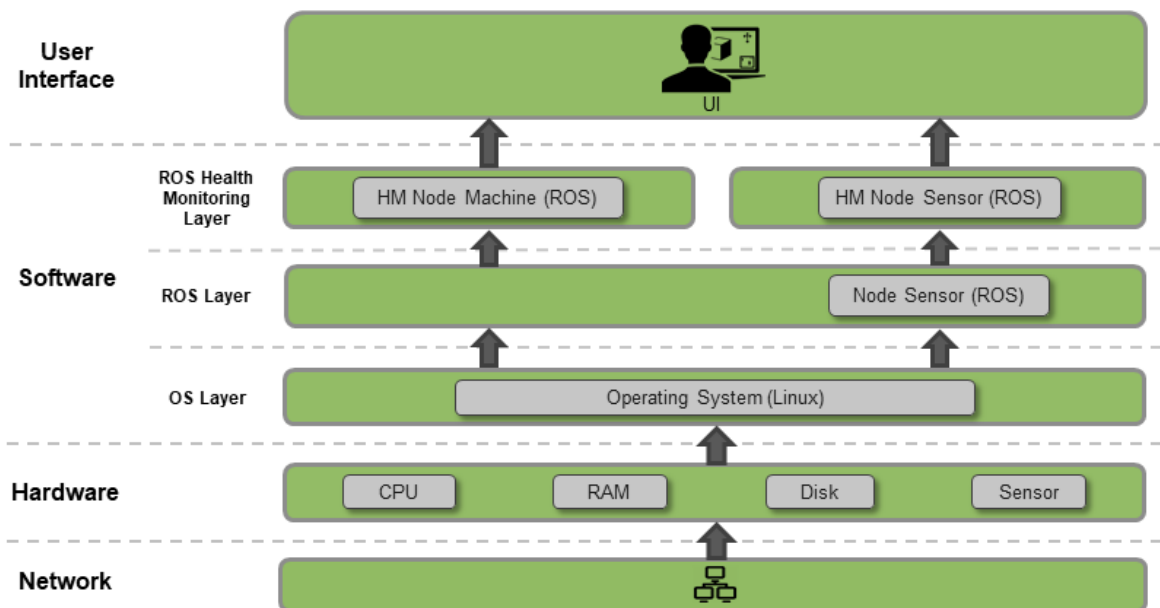 User
Interface
UI
ROS Health
Monitoring
Layer
HM Node Machine (ROS)
HM Node Sensor (ROS)
Software
ROS Layer
Node Sensor (ROS)
OS Layer
Operating System (Linux)
Hardware
CPU
RAM
Disk
Sensor
Network